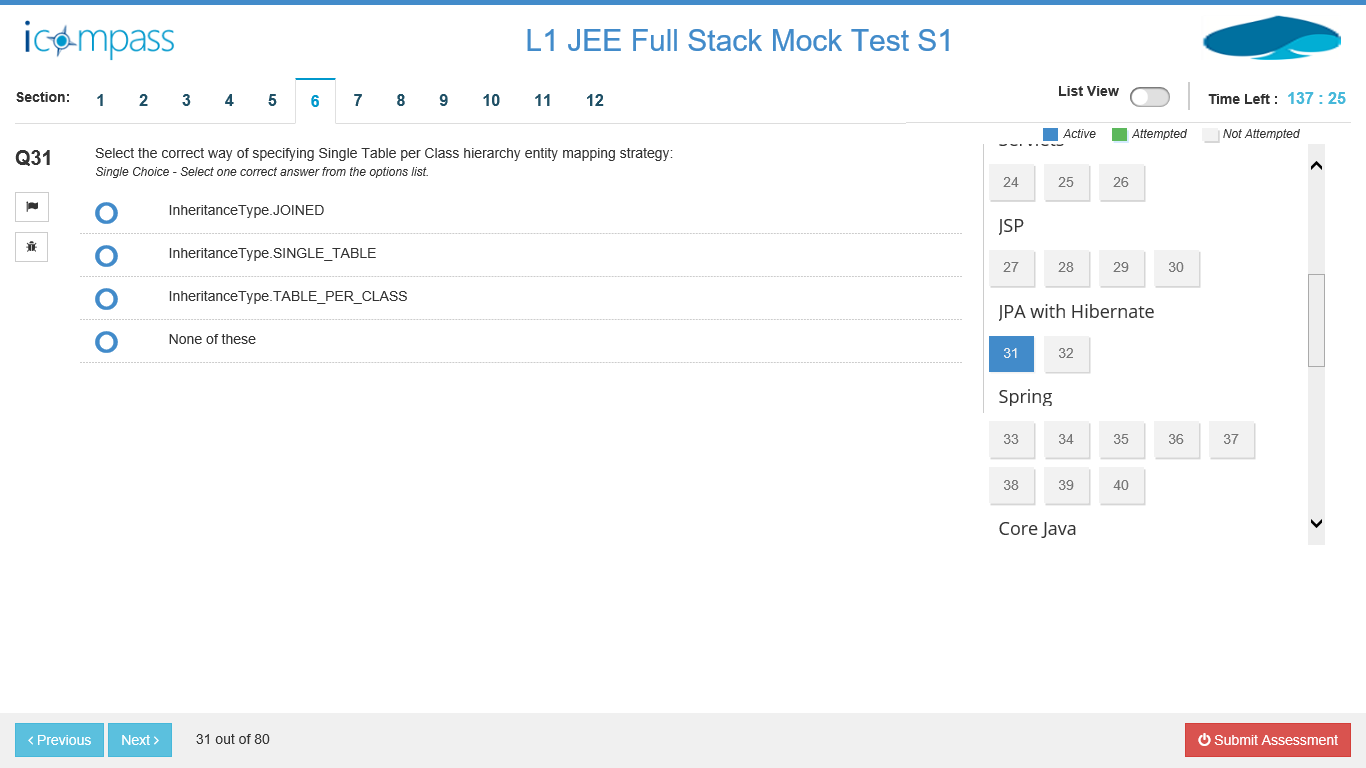 icompass
L1 JEE Full Stack Mock Test S1
Section: 1 2 3 4 5 6 7 8 9 10 11 12
List View
Time Left : 137 : 25
Active Attempted Not Attempted
Q31
Select the correct way of specifying Single Table per Class hierarchy entity mapping strategy:
Single Choice - Select one correct answer from the options list.
InheritanceType.JOINED
InheritanceType.SINGLE_TABLE
InheritanceType.TABLE_PER_CLASS
None of these
Servlets
24 25 26
JSP
27 28 29 30
JPA with Hibernate
31 32
Spring
33 34 35 36 37
38 39 40
Core Java
< Previous
Next >
31 out of 80
Submit Assessment